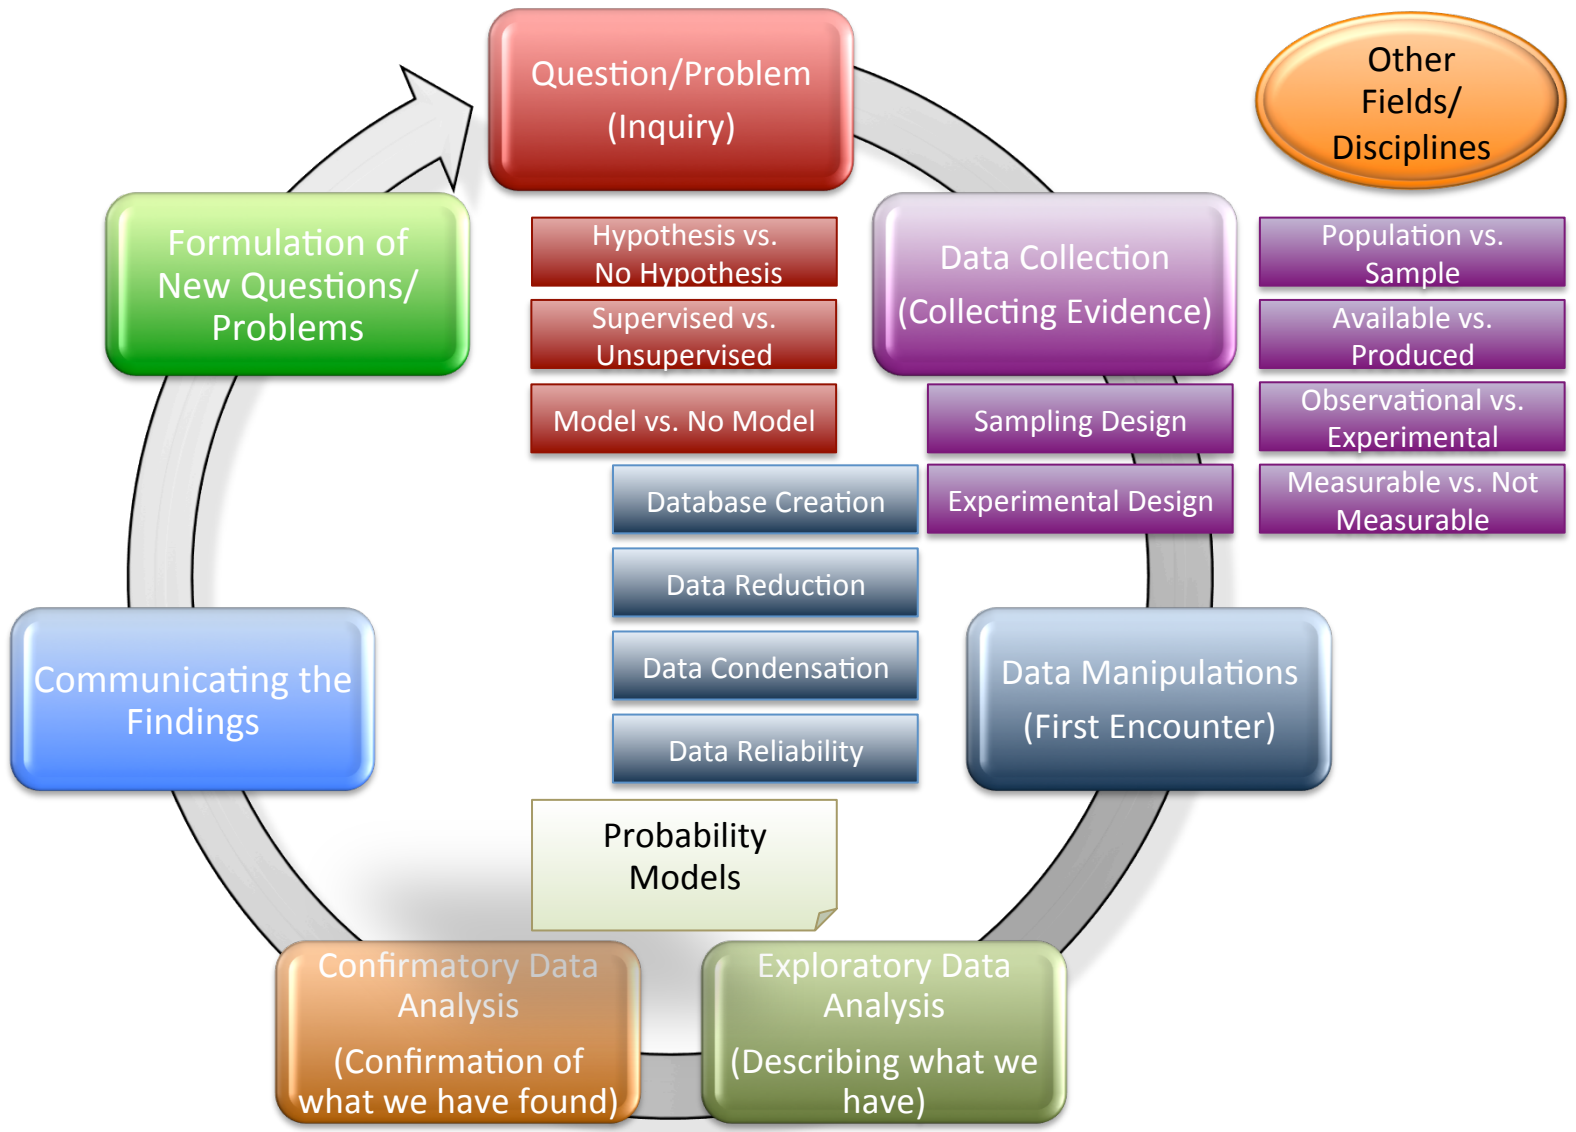 Question/Problem
(Inquiry)
Other
Fields/
Disciplines
Formulation of
New Questions/
Problems
Hypothesis vs.
No Hypothesis
Supervised vs.
Unsupervised
Model vs. No Model
Data Collection
(Collecting Evidence)
Sampling Design
Experimental Design
Population vs.
Sample
Available vs.
Produced
Observational vs.
Experimental
Measurable vs. Not
Measurable
Database Creation
Data Reduction
Data Condensation
Data Reliability
Communicating the
Findings
Data Manipulations
(First Encounter)
Probability
Models
Confirmatory Data
Analysis
(Confirmation of
what we have found)
Exploratory Data
Analysis
(Describing what we
have)